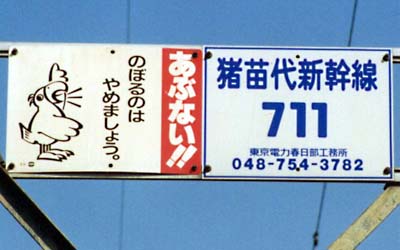 あぶない!!
のぼるのは
やめましょう。
猪苗代新幹線
711
東京電力春日部工務所
048-754-3782